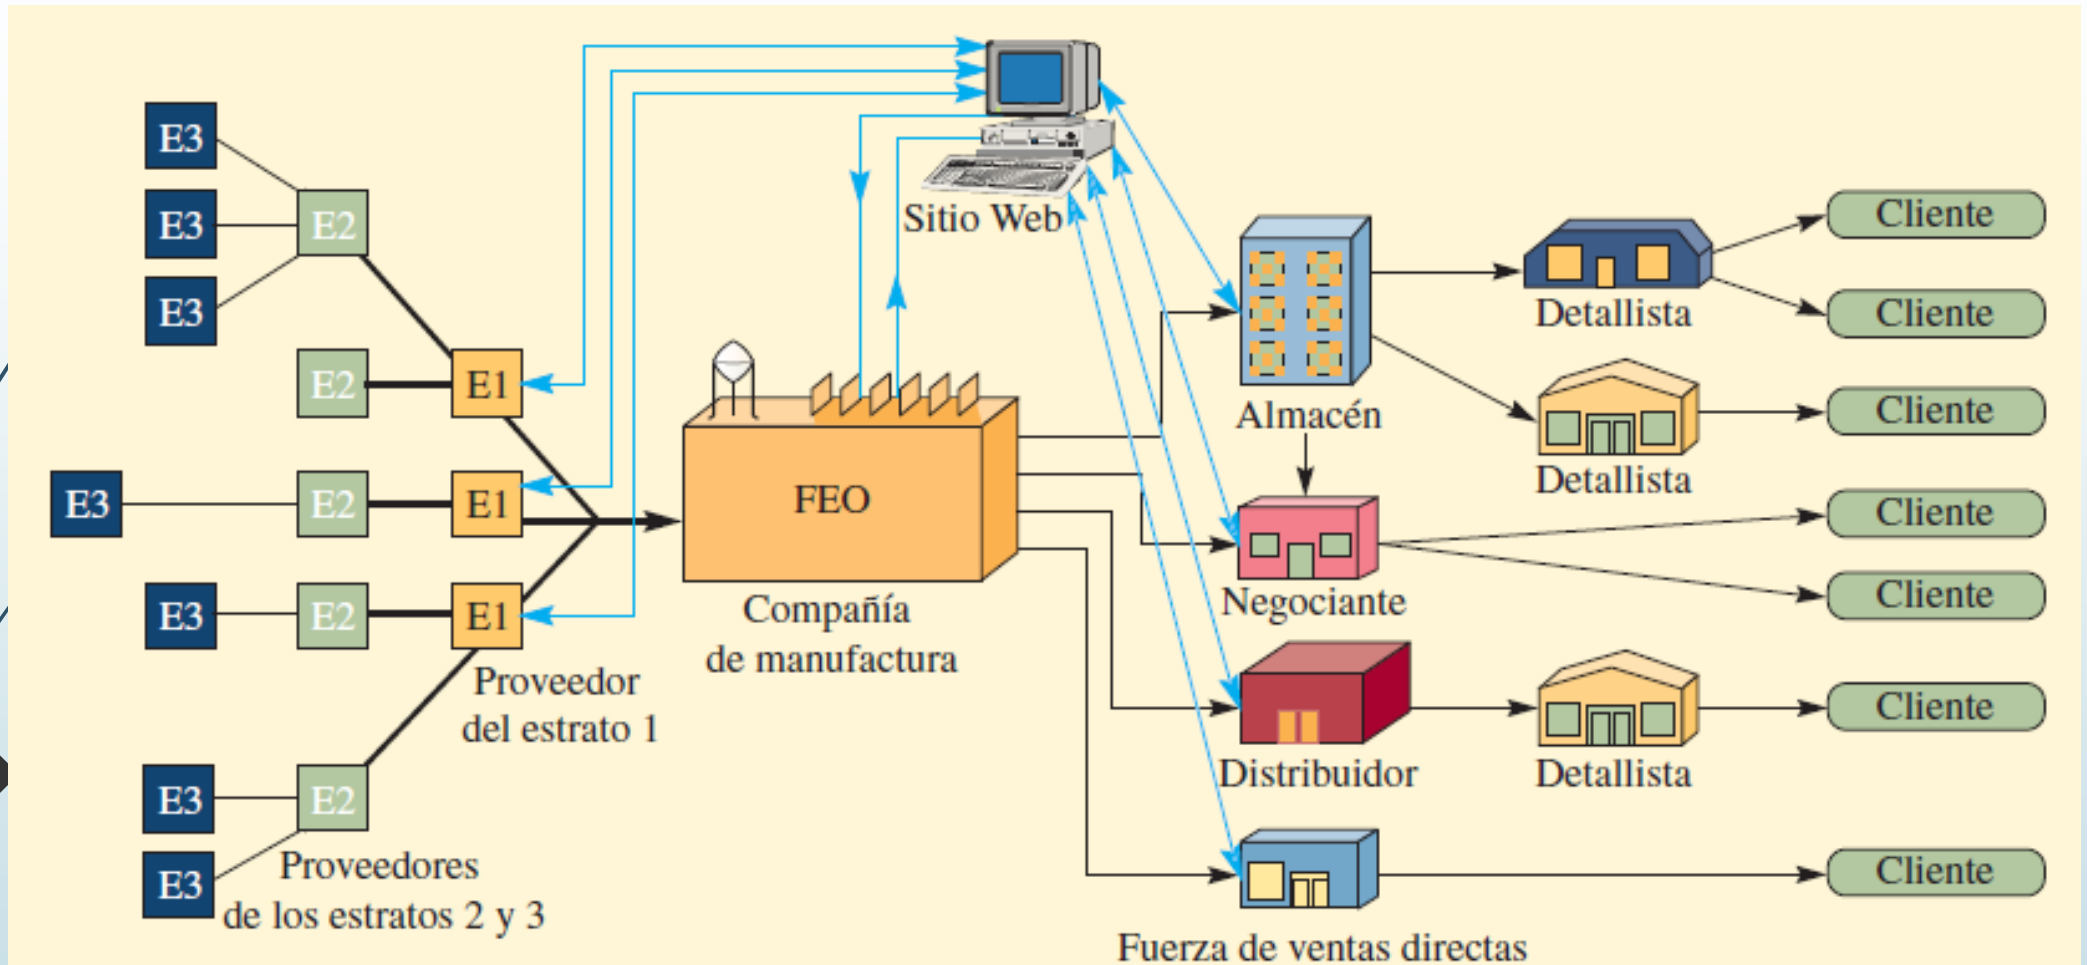 E3
E3
E3
E2
E2
E1
E3
E2
E1
E3
E2
E1
Proveedor
del estrato 1
E3
E2
E3
Proveedores
de los estratos 2 y 3
FEO
Compañía
de manufactura
Sitio Web
Almacén
Negociante
Distribuidor
Fuerza de ventas directas
Detallista
Detallista
Detallista
Cliente
Cliente
Cliente
Cliente
Cliente
Cliente
Cliente